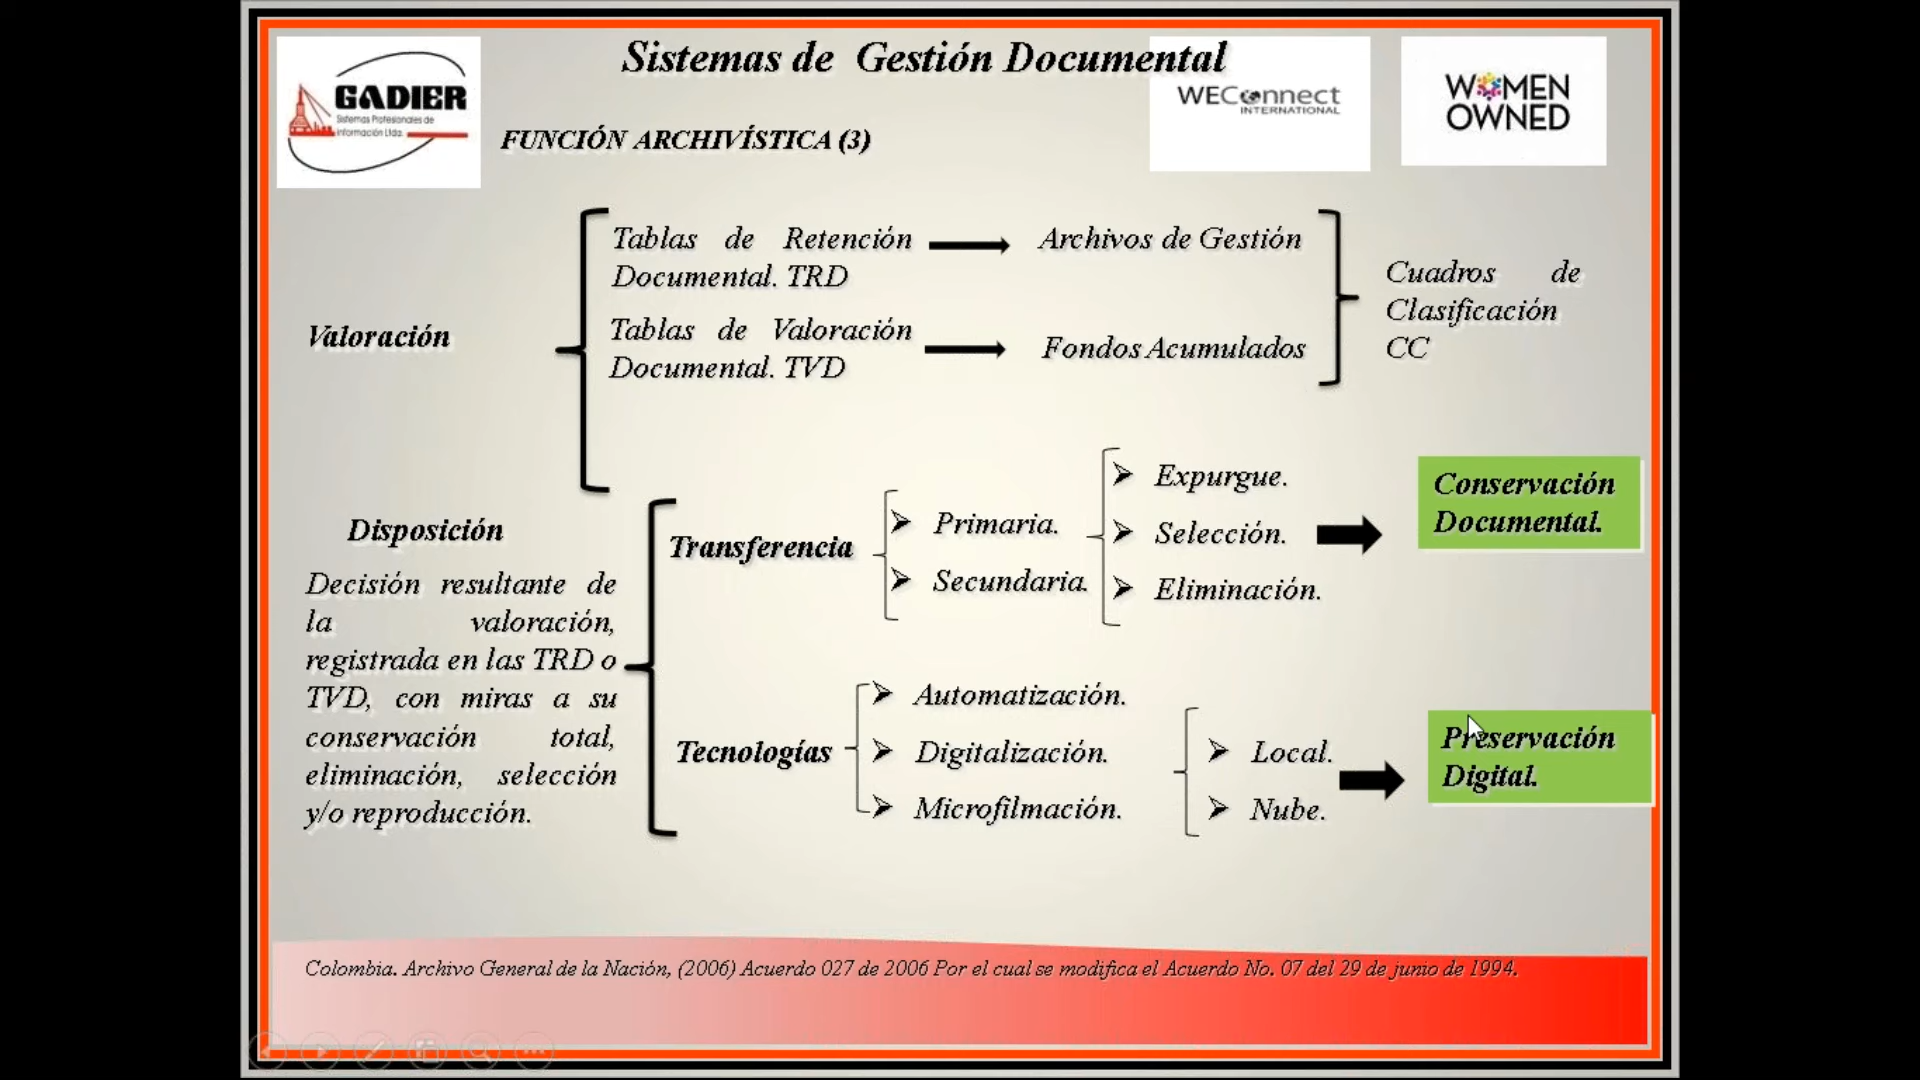 Sistemas de Gestión Documental
GADIER
Sistemas Profesionales de
Información Ltda.
WEConnect
INTERNATIONAL
WOMEN
OWNED
FUNCIÓN ARCHIVÍSTICA (3)
Valoración
Tablas de Retención
Documental. TRD
Archivos de Gestión
Tablas de Valoración
Documental. TVD
Fondos Acumulados
Cuadros de
Clasificación
CC
Disposición
Decisión resultante de
la valoración,
registrada en las TRD o
TVD, con miras a su
conservación total,
eliminación, selección
y/o reproducción.
Transferencia
Primaria.
Secundaria.
Expurgue.
Selección.
Eliminación.
Conservación
Documental.
Tecnologías
Automatización.
Digitalización.
Microfilmación.
Local.
Nube.
Preservación
Digital.
Colombia. Archivo General de la Nación, (2006) Acuerdo 027 de 2006 Por el cual se modifica el Acuerdo No. 07 del 29 de junio de 1994.